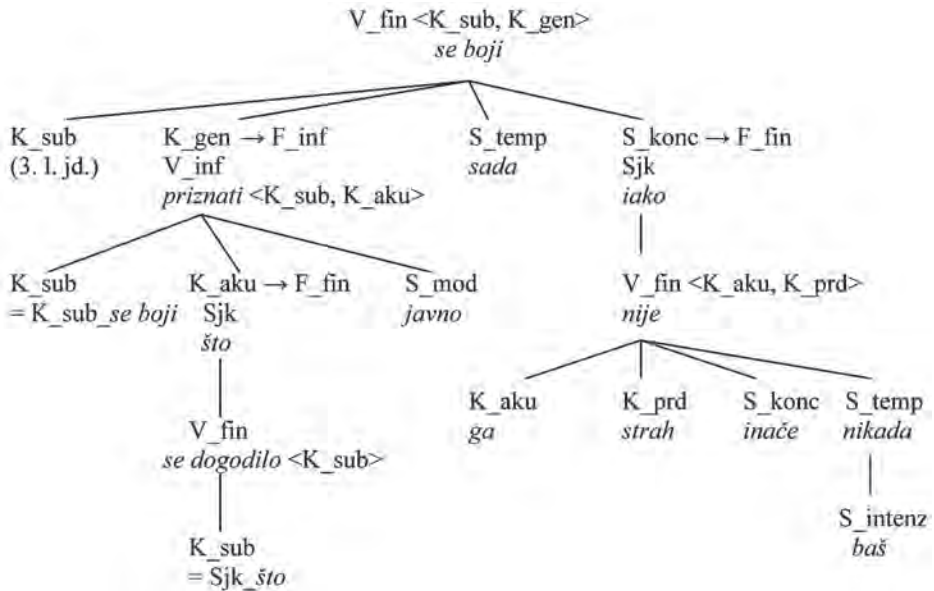 V_fin <K_sub, K_gen>
se boji
K_sub K_gen → F_inf S_temp S_konc → F_fin
(3. l. jd.) V_inf sada Sjk
priznati <K_sub, K_aku> iako
K_sub K_aku → F_fin S_mod V_fin <K_aku, K_prd>
= K_sub_se boji Sjk javno nije
što
K_aku K_prd S_konc S_temp
ga strah inače nikada
V_fin
se dogodilo <K_sub>
S_intenz
baš
K_sub
= Sjk_što